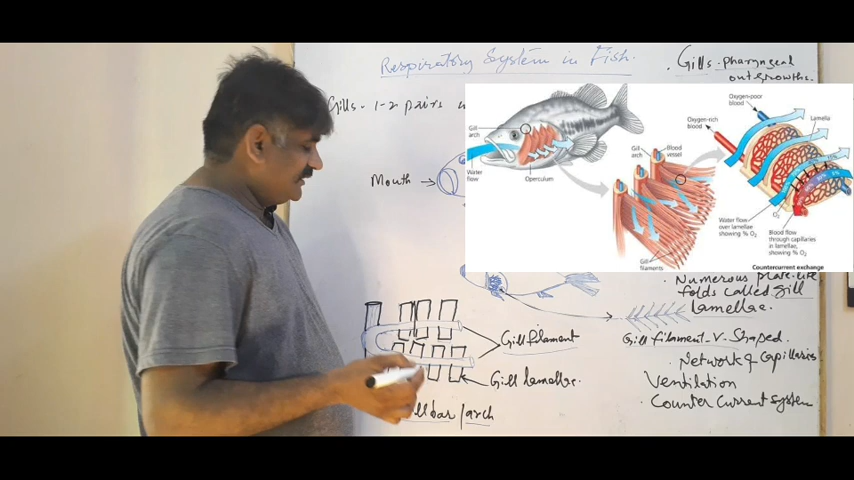 Respiratory System in Fish.
. Gills - pharyngeal
outgrowths.
Gills - 1-2 pairs
Mouth
Gill
arch
Water
flow
Operculum
Gill
arch
Blood
vessel
Gill
filaments
Oxygen-poor
blood
Oxygen-rich
blood
Lamella
Water flow
over lamellae
showing % O2
O2
Blood flow
through capillaries
in lamellae,
showing % O2
Countercurrent exchange
Numerous plate-like
folds called gill
lamellae.
Gill filament
Gill lamellae.
bar / arch
Gill filament - V. Shaped.
. Network of Capillaries
Ventilation
. Counter Current System